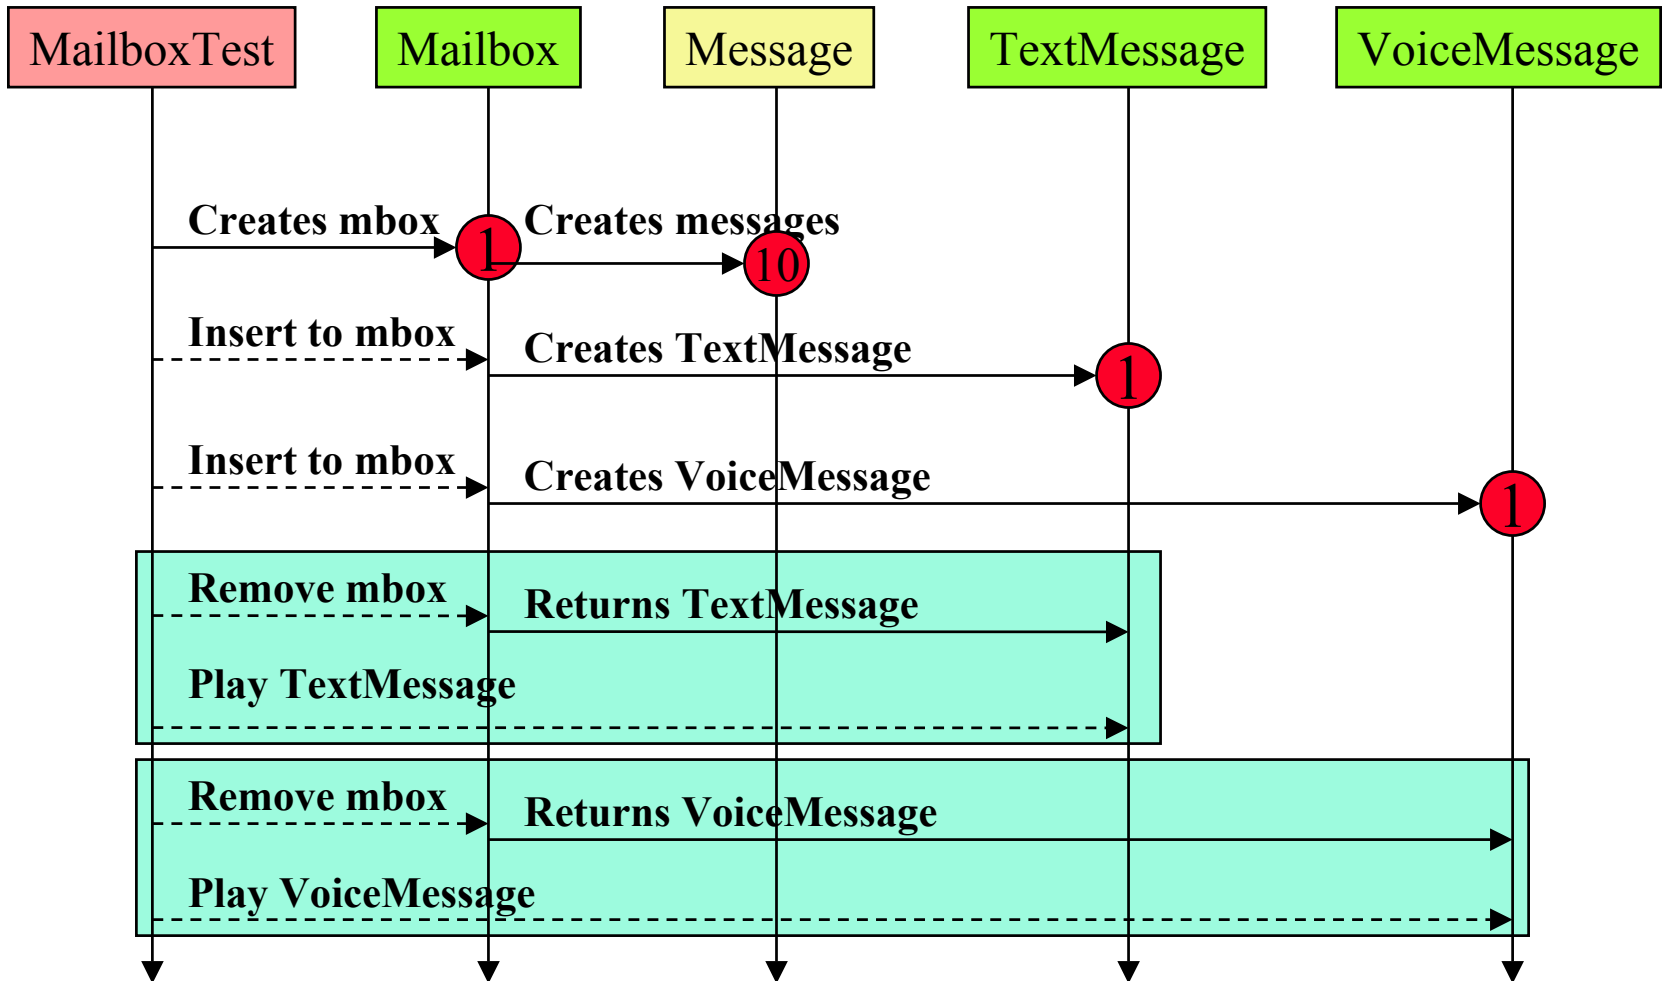 MailboxTest
Mailbox
Message
TextMessage
VoiceMessage
Creates mbox
Creates messages
1
10
Insert to mbox
Creates TextMessage
1
Insert to mbox
Creates VoiceMessage
1
Remove mbox
Returns TextMessage
Play TextMessage
Remove mbox
Returns VoiceMessage
Play VoiceMessage